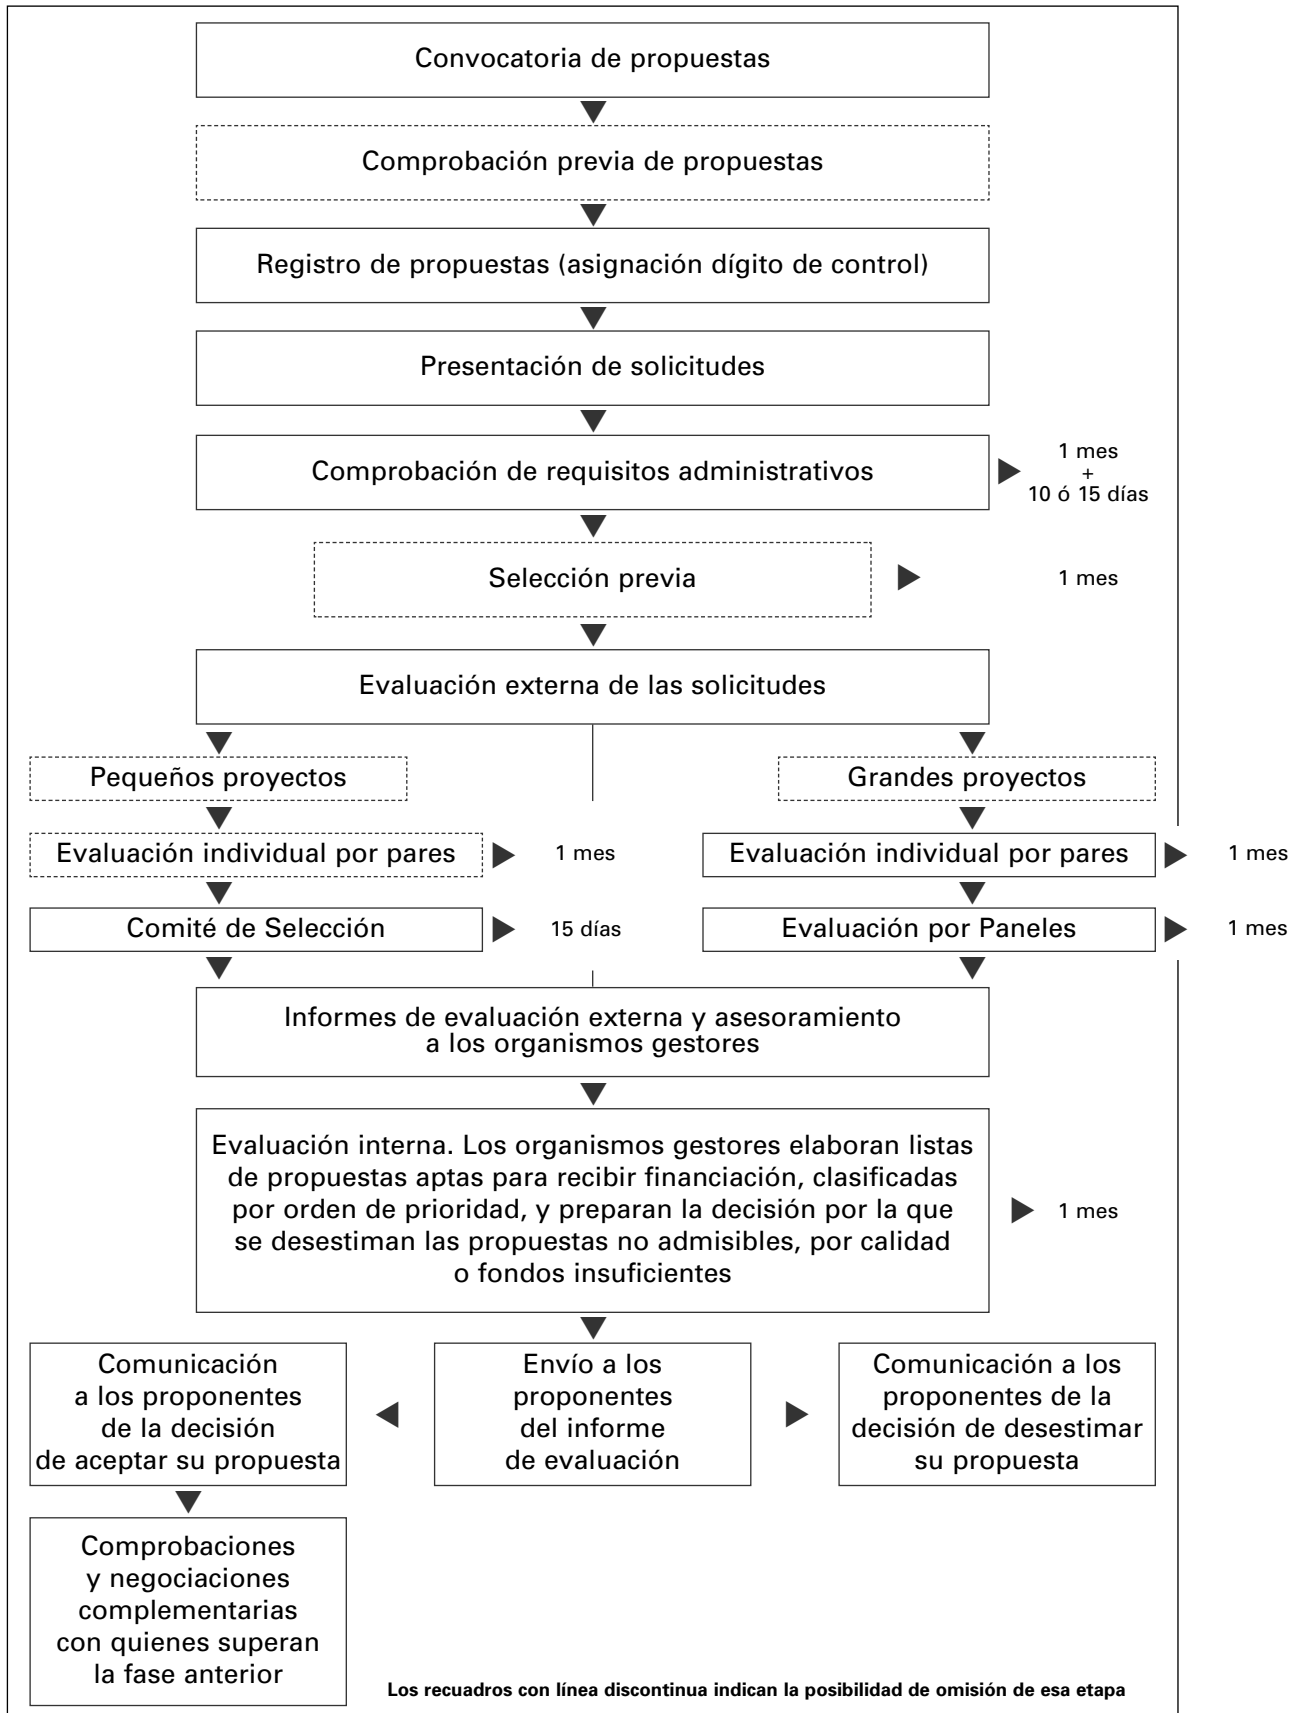 Convocatoria de propuestas
Comprobación previa de propuestas
Registro de propuestas (asignación dígito de control)
Presentación de solicitudes
Comprobación de requisitos administrativos
1 mes
+
10 ó 15 días
Selección previa
1 mes
Evaluación externa de las solicitudes
Pequeños proyectos
Grandes proyectos
Evaluación individual por pares
1 mes
Evaluación individual por pares
1 mes
Comité de Selección
15 días
Evaluación por Paneles
1 mes
Informes de evaluación externa y asesoramiento
a los organismos gestores
Evaluación interna. Los organismos gestores elaboran listas
de propuestas aptas para recibir financiación, clasificadas
por orden de prioridad, y preparan la decisión por la que
se desestiman las propuestas no admisibles, por calidad
o fondos insuficientes
1 mes
Comunicación
a los proponentes
de la decisión
de aceptar su propuesta
Envío a los
proponentes
del informe
de evaluación
Comunicación a los
proponentes de la
decisión de desestimar
su propuesta
Comprobaciones
y negociaciones
complementarias
con quienes superan
la fase anterior
Los recuadros con línea discontinua indican la posibilidad de omisión de esa etapa